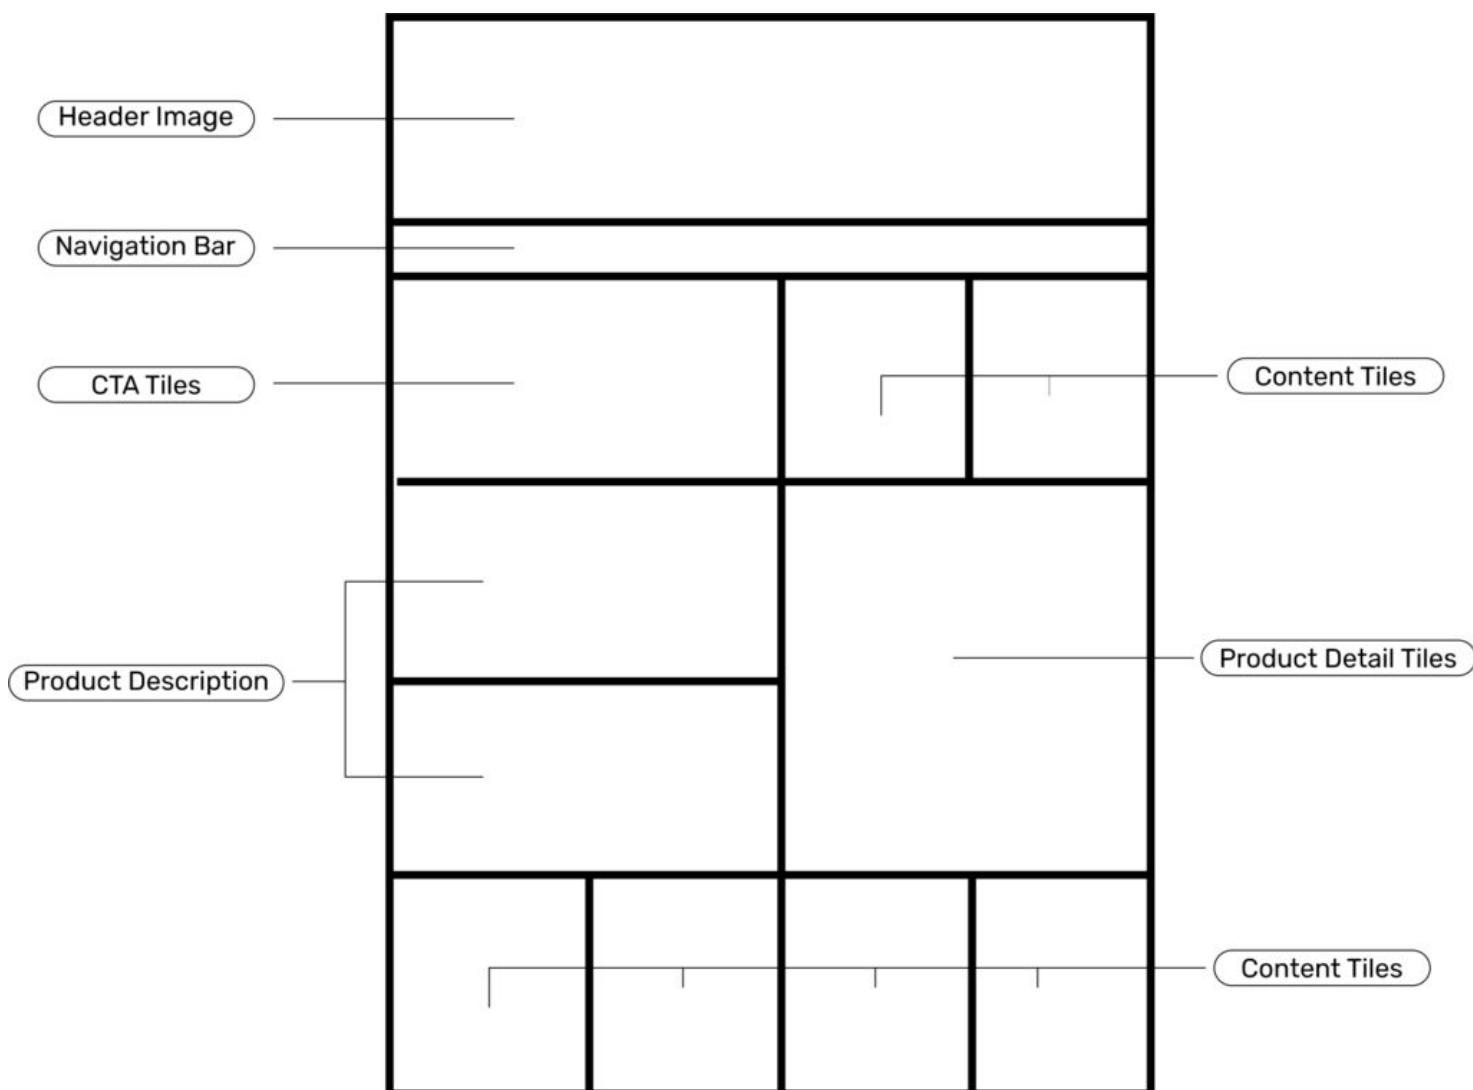 Header Image
Navigation Bar
CTA Tiles
Content Tiles
Product Description
Product Detail Tiles
Content Tiles